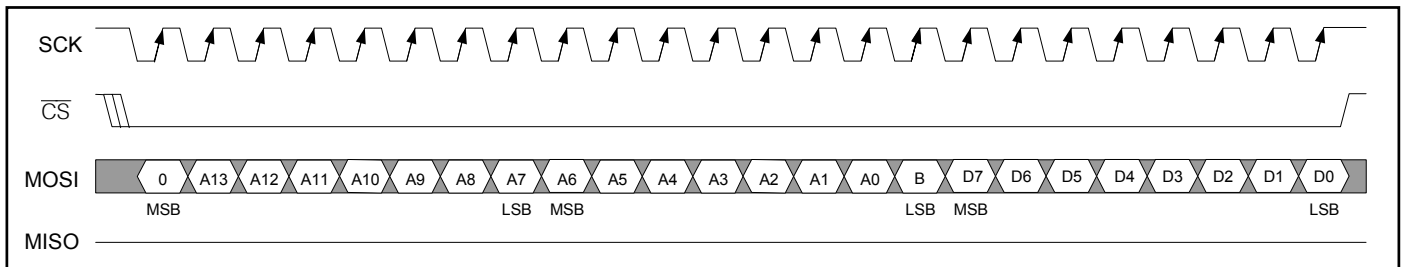 SCK
C̅S̅
MOSI 0 A13 A12 A11 A10 A9 A8 A7 A6 A5 A4 A3 A2 A1 A0 B D7 D6 D5 D4 D3 D2 D1 D0
MSB LSB MSB LSB MSB LSB
MISO